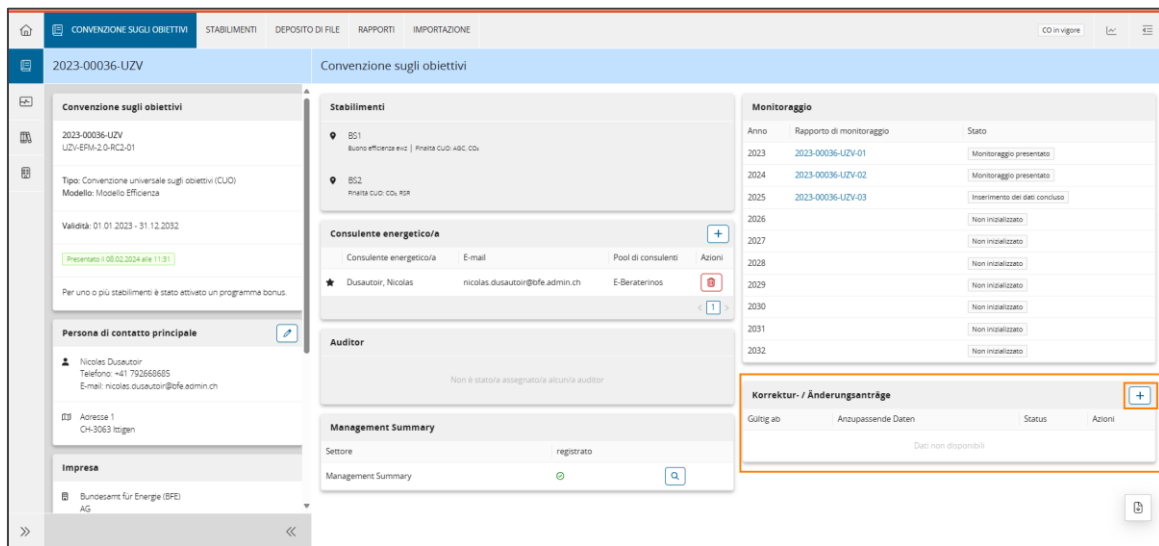 CONVENZIONE SUGLI OBIETTIVI STABILIMENTI DEPOSITO DI FILE RAPPORTI IMPORTAZIONE CO in vigore
2023-00036-UZV
Convenzione sugli obiettivi
Convenzione sugli obiettivi
2023-00036-UZV
UZV-EFM-2.0-RC2-01
Tipo: Convenzione universale sugli obiettivi (CUO)
Modello: Modello Efficienza
Validità: 01.01.2023 - 31.12.2032
Presentato il 08.02.2024 alle 11:31
Per uno o più stabilimenti è stato attivato un programma bonus.
Persona di contatto principale
Nicolas Dusautoir
Telefono: +41 792668685
E-mail: nicolas.dusautoir@bfe.admin.ch
Adresse 1
CH-3063 Ittigen
Impresa
Bundesamt für Energie (BFE)
AG
Stabilimenti
BS1
Buono efficienza ewz | Finalità CUO: AGC, CO₂
BS2
Finalità CUO: CO₂, RSR
Consulente energetico/a
Consulente energetico/a E-mail Pool di consulenti Azioni
Dusautoir, Nicolas nicolas.dusautoir@bfe.admin.ch E-Beraterinos
< 1 >
Auditor
Non è stato/a assegnato/a alcun/a auditor
Management Summary
Settore registrato
Management Summary
Monitoraggio
Anno Rapporto di monitoraggio Stato
2023 2023-00036-UZV-01 Monitoraggio presentato
2024 2023-00036-UZV-02 Monitoraggio presentato
2025 2023-00036-UZV-03 Inserimento dei dati concluso
2026 Non inizializzato
2027 Non inizializzato
2028 Non inizializzato
2029 Non inizializzato
2030 Non inizializzato
2031 Non inizializzato
2032 Non inizializzato
Korrektur- / Änderungsanträge
Gültig ab Anzupassende Daten Status Azioni
Dati non disponibili